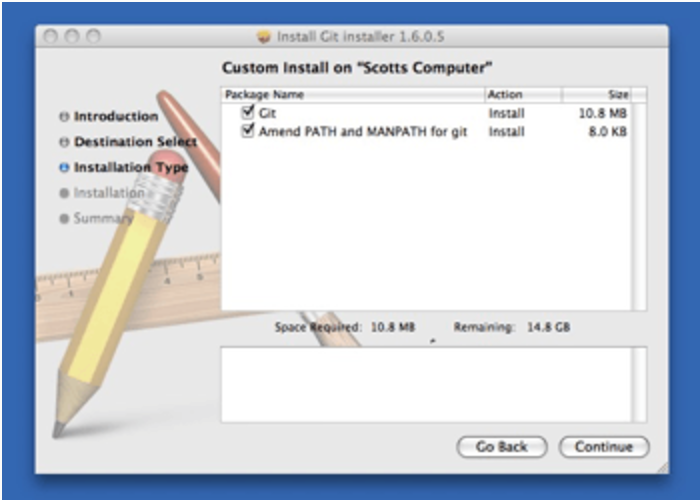 Install Git installer 1.6.0.5
Custom Install on "Scotts Computer"
Introduction
Destination Select
Installation Type
Installation
Summary
Package Name Action Size
Git Install 10.8 MB
Amend PATH and MANPATH for git Install 8.0 KB
Space Required: 10.8 MB Remaining: 14.8 GB
Go Back Continue